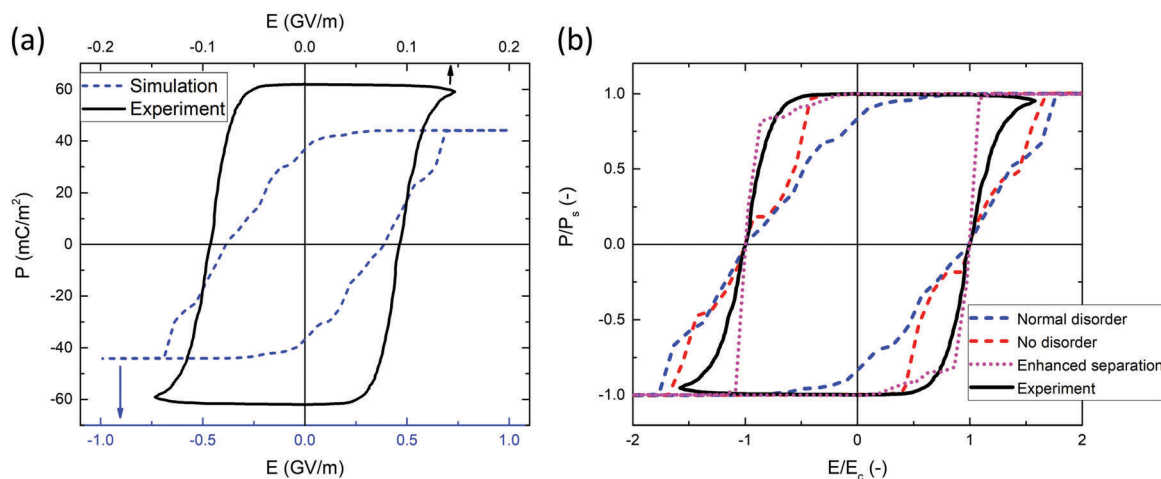 (a)
E (GV/m)
-0.2 -0.1 0.0 0.1 0.2
Simulation
Experiment
P (mC/m²)
60
40
20
0
-20
-40
-60
-1.0 -0.5 0.0 0.5 1.0
E (GV/m)
(b)
P/Pₛ (-)
1.0
0.5
0.0
-0.5
-1.0
Normal disorder
No disorder
Enhanced separation
Experiment
-2 -1 0 1 2
E/E꜀ (-)